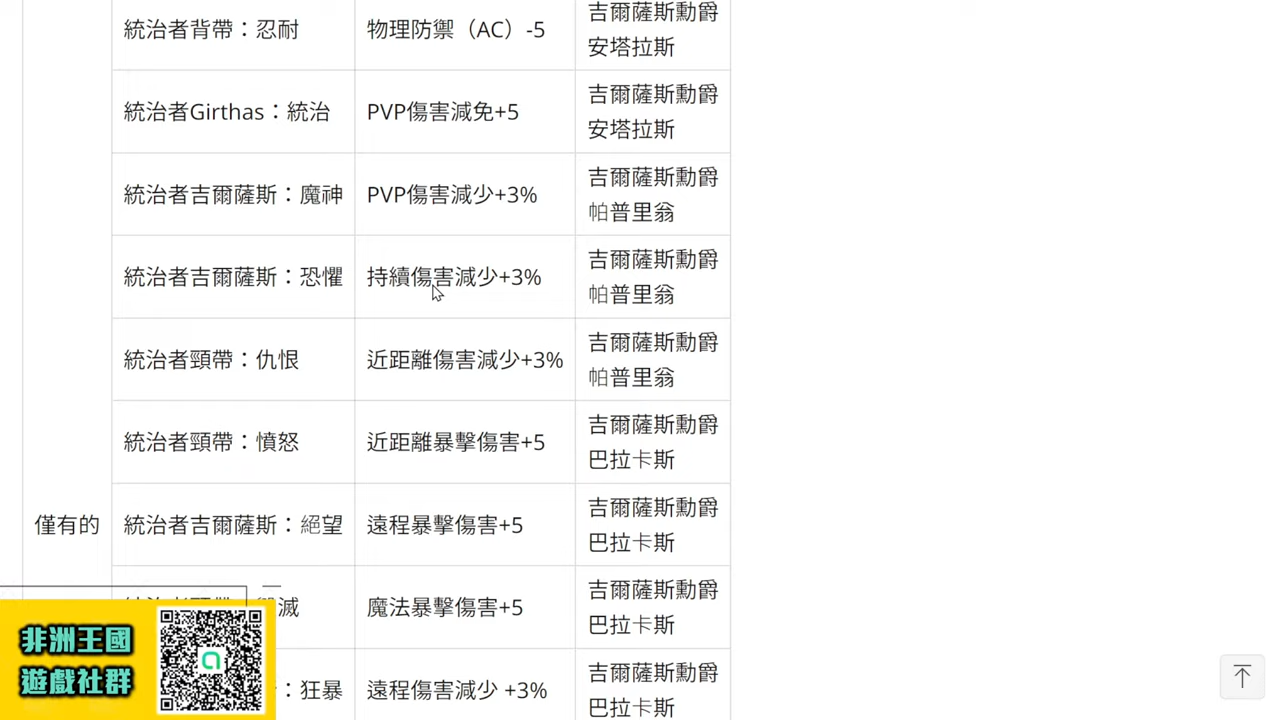 統治者背帶：忍耐
物理防禦（AC）-5
吉爾薩斯勳爵
安塔拉斯
統治者Girthas：統治
PVP傷害減免+5
吉爾薩斯勳爵
安塔拉斯
統治者吉爾薩斯：魔神
PVP傷害減少+3%
吉爾薩斯勳爵
帕普里翁
統治者吉爾薩斯：恐懼
持續傷害減少+3%
吉爾薩斯勳爵
帕普里翁
統治者頸帶：仇恨
近距離傷害減少+3%
吉爾薩斯勳爵
帕普里翁
統治者頸帶：憤怒
近距離暴擊傷害+5
吉爾薩斯勳爵
巴拉卡斯
僅有的
統治者吉爾薩斯：絕望
遠程暴擊傷害+5
吉爾薩斯勳爵
巴拉卡斯
滅
魔法暴擊傷害+5
吉爾薩斯勳爵
巴拉卡斯
：狂暴
遠程傷害減少 +3%
吉爾薩斯勳爵
巴拉卡斯
非洲王國
遊戲社群